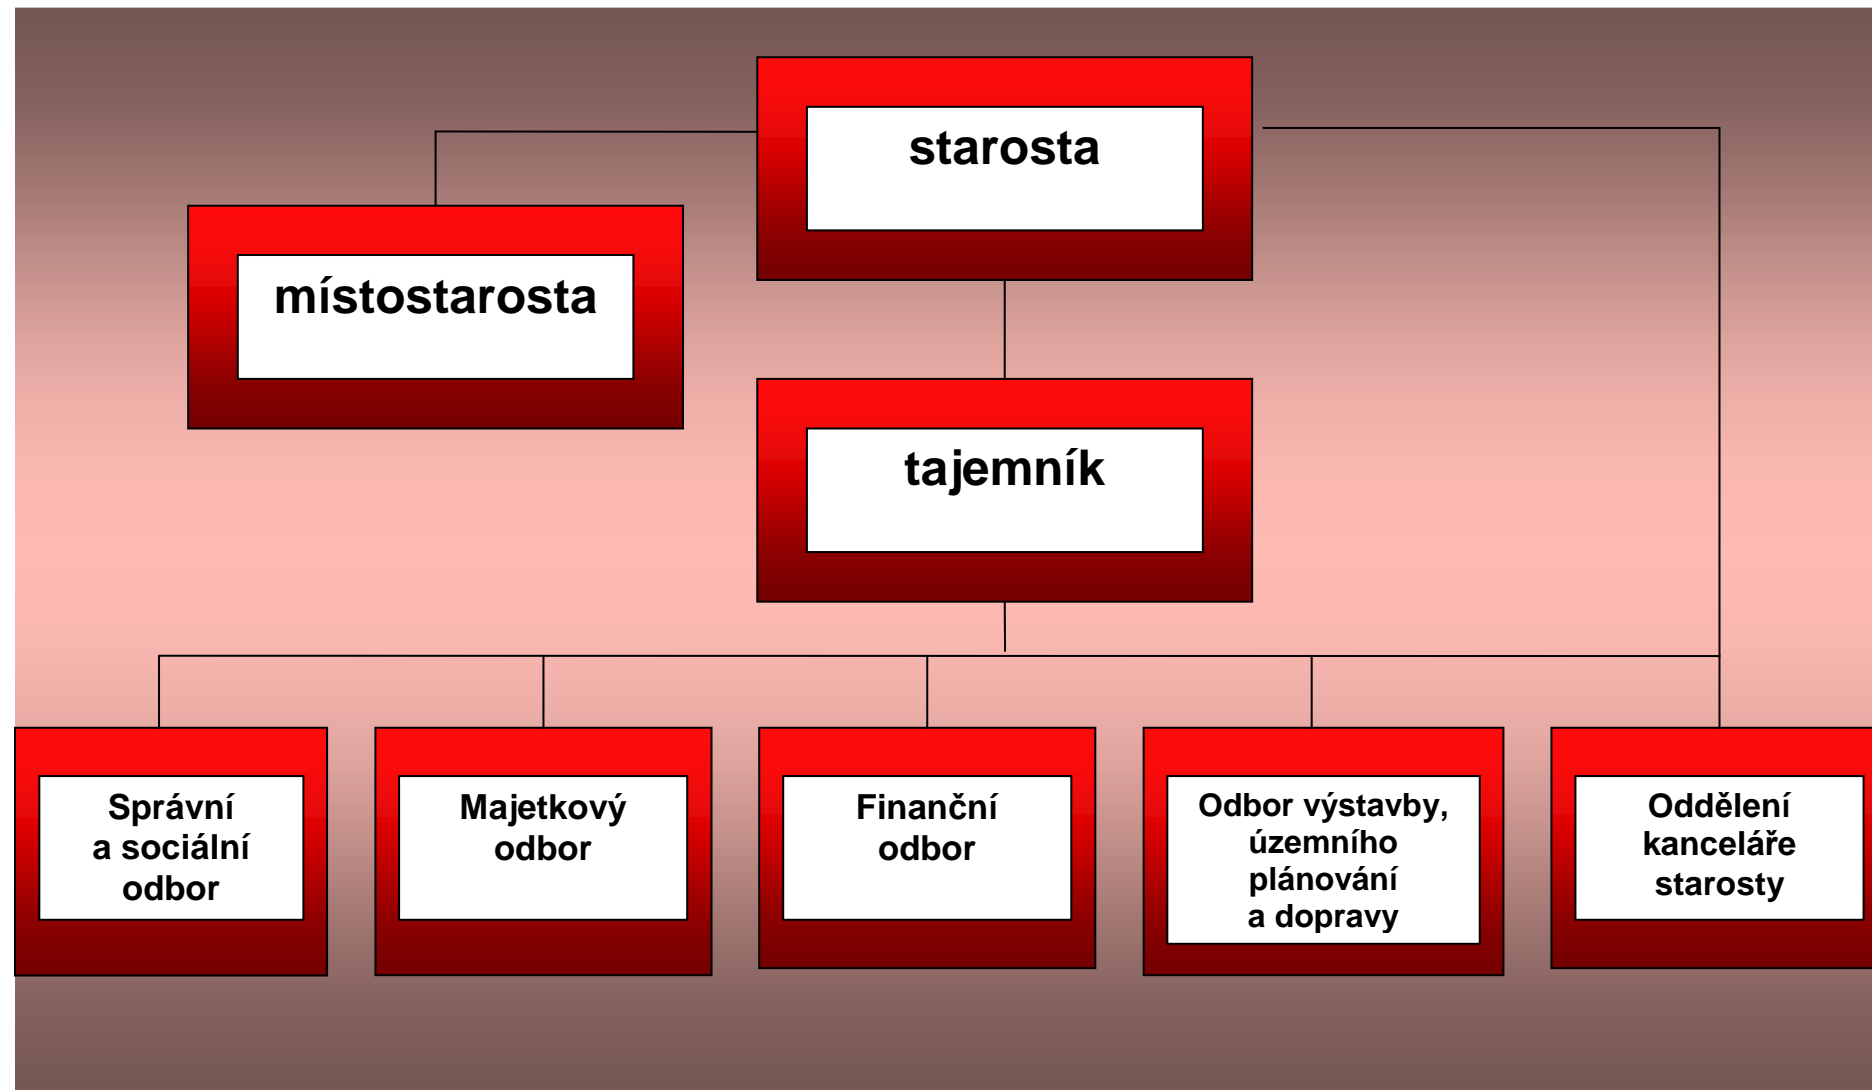 starosta
místostarosta
tajemník
Správní
a sociální
odbor
Majetkový
odbor
Finanční
odbor
Odbor výstavby,
územního
plánování
a dopravy
Oddělení
kanceláře
starosty